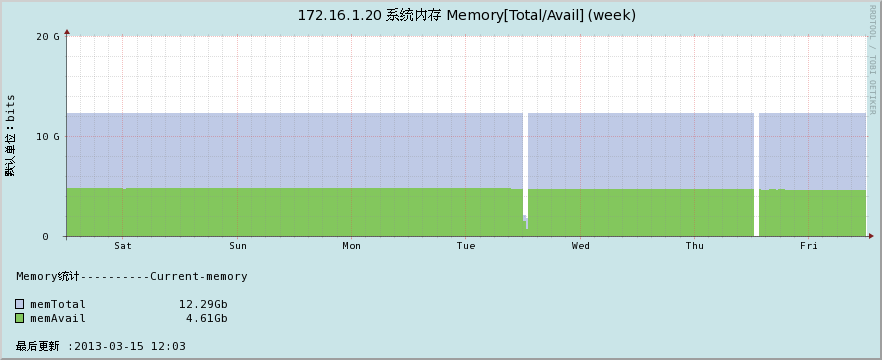 172.16.1.20 系统内存 Memory[Total/Avail] (week)
RRDTOOL / TOBI OETIKER
默认单位：bits
20 G
10 G
0
Sat Sun Mon Tue Wed Thu Fri
Memory统计----------Current-memory
memTotal 12.29Gb
memAvail 4.61Gb
最后更新 :2013-03-15 12:03